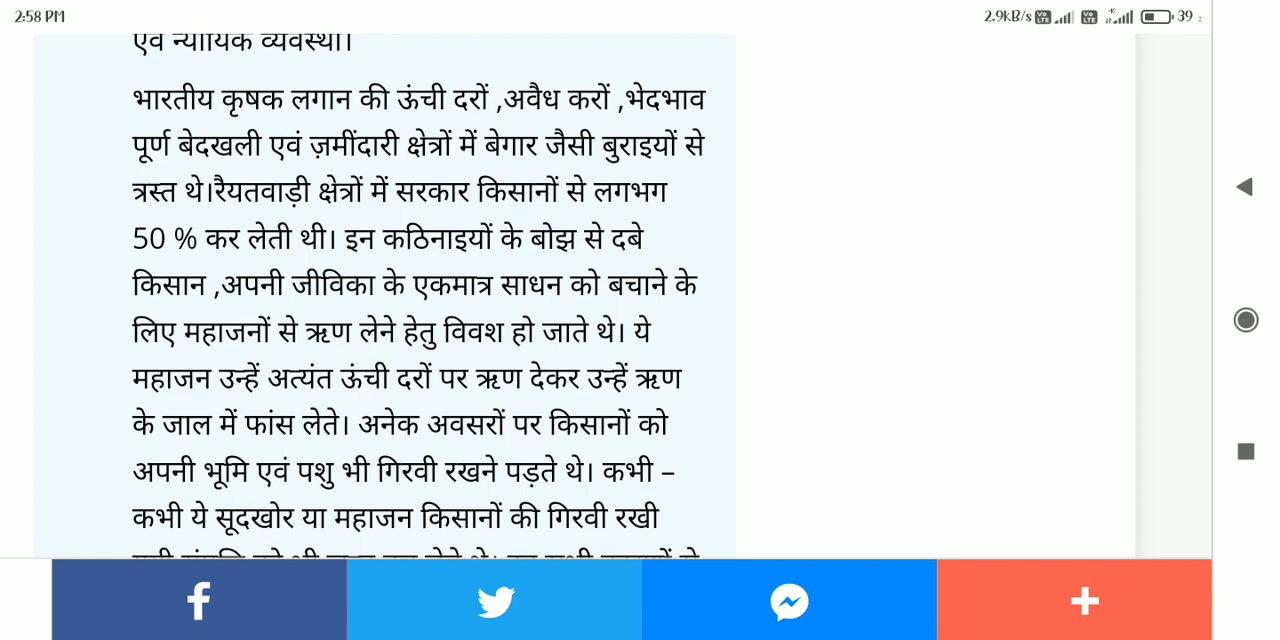 2:58 PM
2.9kB/s
39
एवं न्यायिक व्यवस्था।
भारतीय कृषक लगान की ऊंची दरों ,अवैध करों ,भेदभाव
पूर्ण बेदखली एवं ज़मींदारी क्षेत्रों में बेगार जैसी बुराइयों से
त्रस्त थे।रैयतवाड़ी क्षेत्रों में सरकार किसानों से लगभग
50 % कर लेती थी। इन कठिनाइयों के बोझ से दबे
किसान ,अपनी जीविका के एकमात्र साधन को बचाने के
लिए महाजनों से ऋण लेने हेतु विवश हो जाते थे। ये
महाजन उन्हें अत्यंत ऊंची दरों पर ऋण देकर उन्हें ऋण
के जाल में फांस लेते। अनेक अवसरों पर किसानों को
अपनी भूमि एवं पशु भी गिरवी रखने पड़ते थे। कभी –
कभी ये सूदखोर या महाजन किसानों की गिरवी रखी